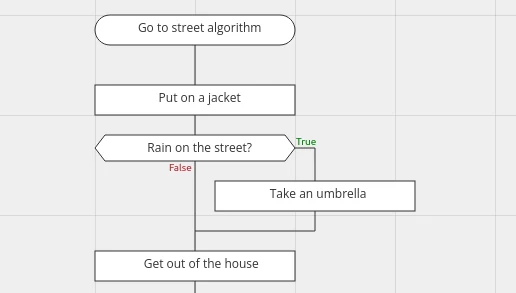 Go to street algorithm
Put on a jacket
Rain on the street?
True
False
Take an umbrella
Get out of the house